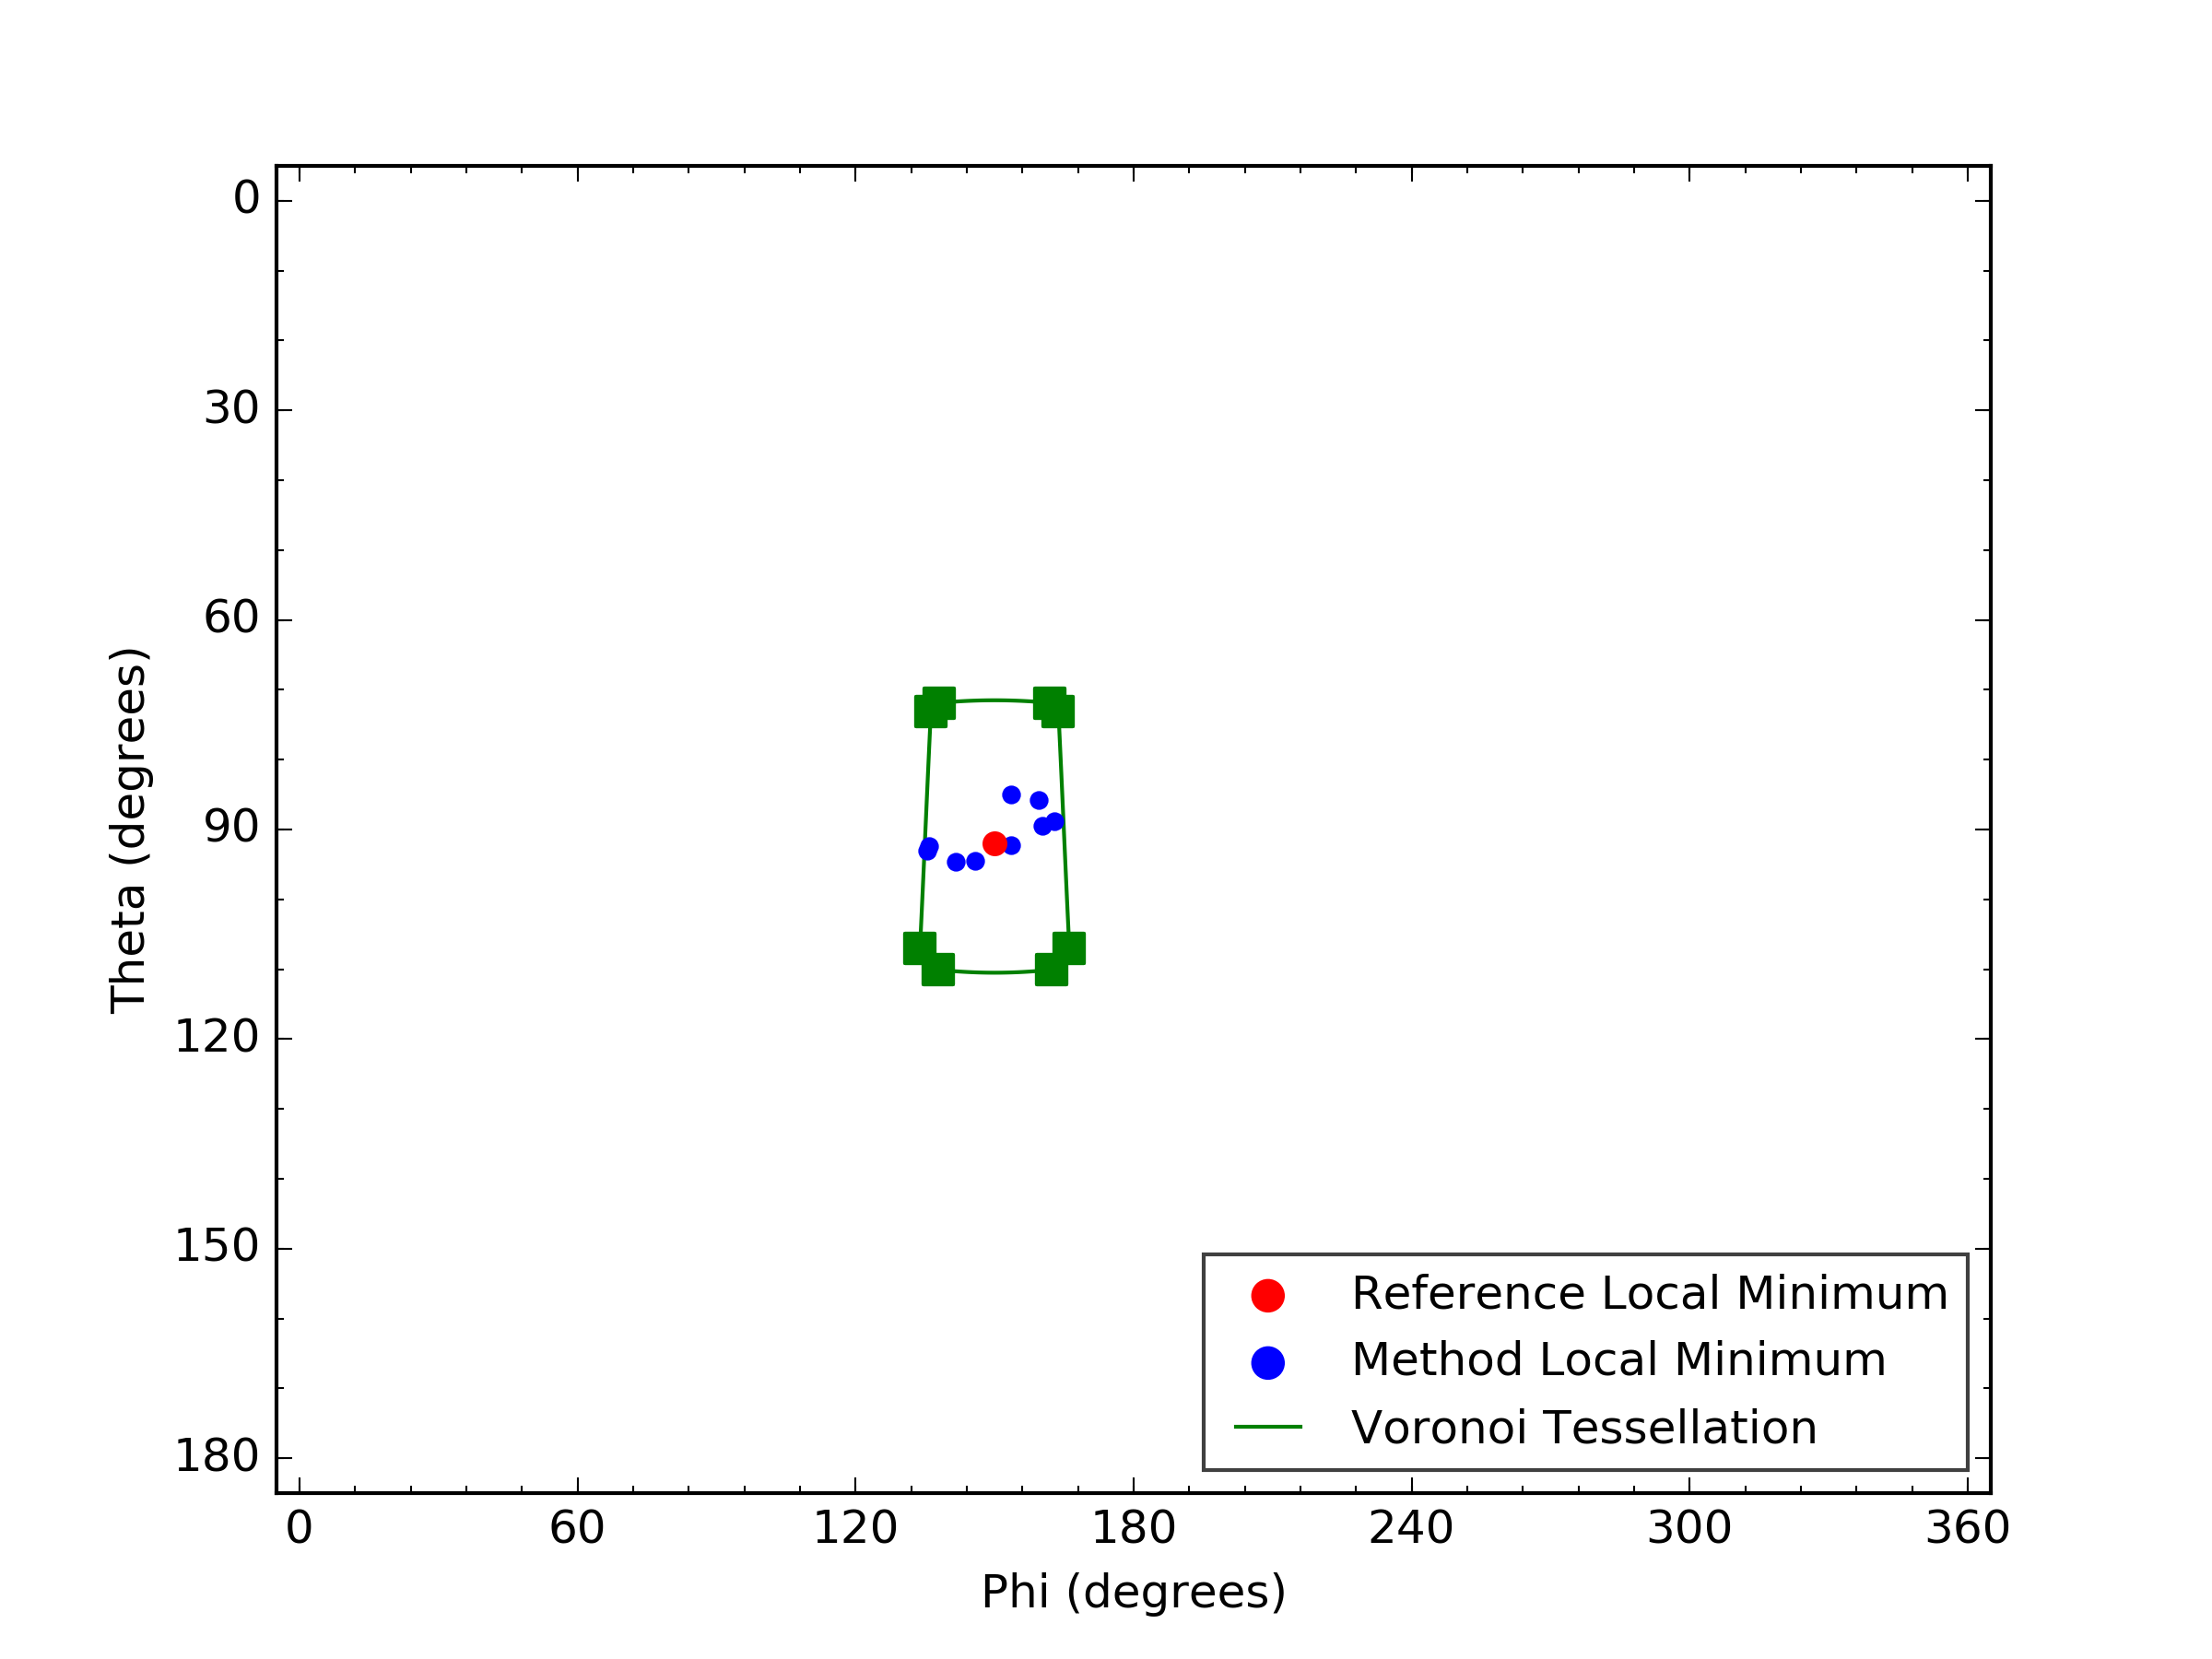 0
30
60
90
120
150
180
Theta (degrees)
Reference Local Minimum
Method Local Minimum
Voronoi Tessellation
0 60 120 180 240 300 360
Phi (degrees)